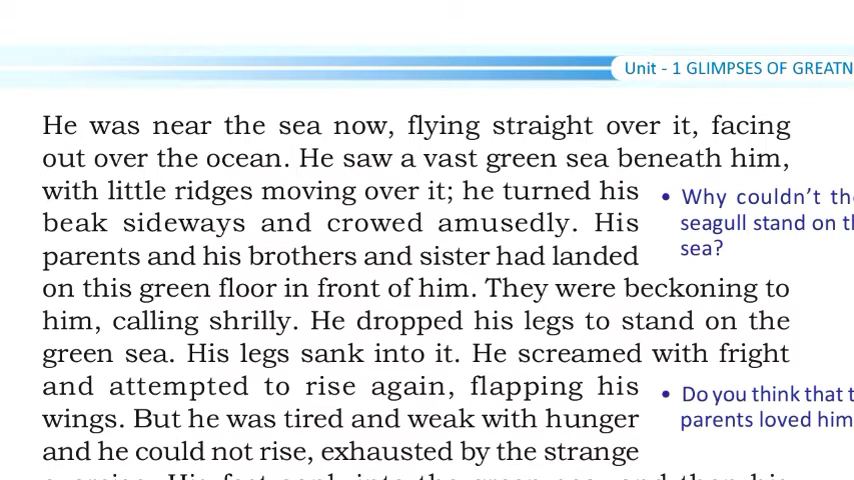 Unit - 1 GLIMPSES OF GREATN
He was near the sea now, flying straight over it, facing
out over the ocean. He saw a vast green sea beneath him,
with little ridges moving over it; he turned his
beak sideways and crowed amusedly. His
parents and his brothers and sister had landed
on this green floor in front of him. They were beckoning to
him, calling shrilly. He dropped his legs to stand on the
green sea. His legs sank into it. He screamed with fright
and attempted to rise again, flapping his
wings. But he was tired and weak with hunger
and he could not rise, exhausted by the strange
• Why couldn't the
seagull stand on th
sea?
• Do you think that t
parents loved him